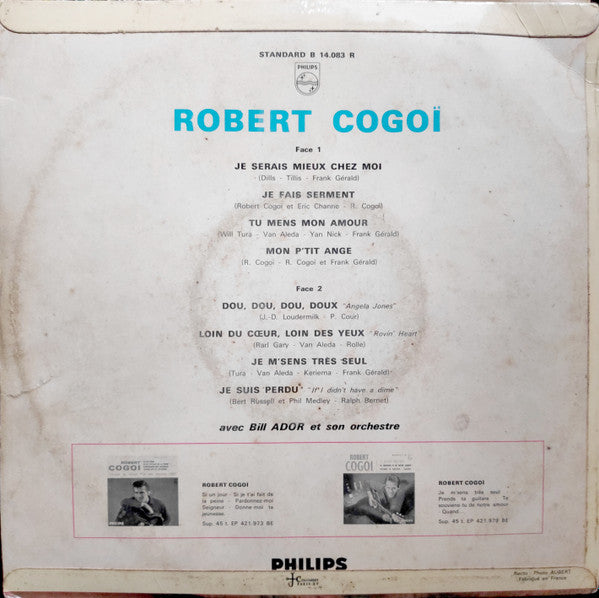 STANDARD B 14.083 R
PHILIPS
ROBERT COGOÏ
Face 1
JE SERAIS MIEUX CHEZ MOI
(Dills - Tillis - Frank Gérald)
JE FAIS SERMENT
(Robert Cogoï et Eric Channe - R. Cogoï)
TU MENS MON AMOUR
(Will Tura - Van Aleda - Yan Nick - Frank Gérald)
MON P'TIT ANGE
(R. Cogoï - R. Cogoï et Frank Gérald)
Face 2
DOU, DOU, DOU, DOUX "Angela Jones"
(J.-D. Loudermilk - P. Cour)
LOIN DU CŒUR, LOIN DES YEUX "Rovin' Heart"
(Rarl Gary - Van Aleda - Rolle)
JE M'SENS TRÈS SEUL
(Tura - Van Aleda - Keriema - Frank Gérald)
JE SUIS PERDU "If I didn't have a dime"
(Bert Russell et Phil Medley - Ralph Bernet)
avec Bill ADOR et son orchestre
ROBERT
COGOÏ
ROBERT COGOÏ
Si un jour - Si je t'ai fait de
la peine - Pardonnez-moi
Seigneur - Donne-moi ta
jeunesse.
Sup. 45 t. EP 421.973 BE
ROBERT
COGOÏ
ROBERT COGOÏ
Je m'sens très seul -
Prends ta guitare - Te
souviens-tu de notre amour
- Quand
Sup. 45 t. EP 421.979 BE
PHILIPS
Recto - Photo AUBERT
Fabriqué en France